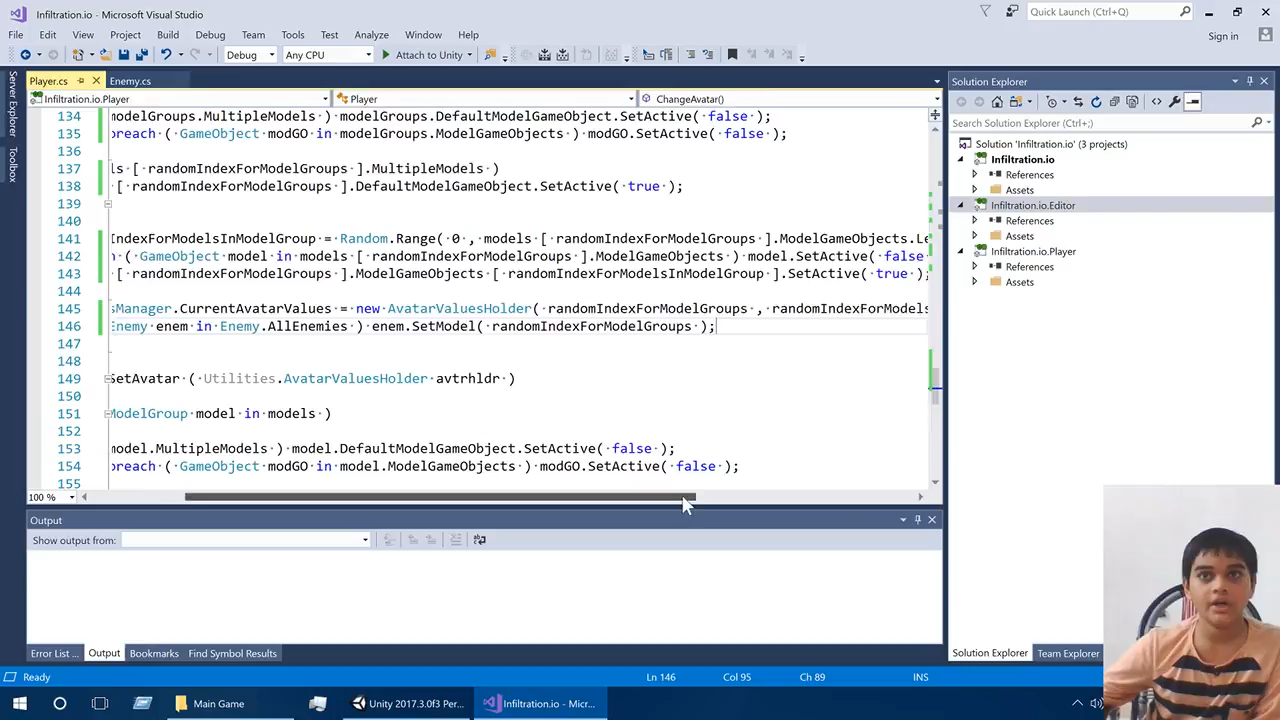 Infiltration.io - Microsoft Visual Studio
Quick Launch (Ctrl+;)
File Edit View Project Build Debug Team Tools Test Analyze Window Help
Sign in
Debug Any CPU Attach to Unity
Server Explorer
Toolbox
Player.cs Enemy.cs
Infiltration.io.Player Player ChangeAvatar()
134 modelGroups.MultipleModels ) modelGroups.DefaultModelGameObject.SetActive( false );
135 oreach ( GameObject modGO in modelGroups.ModelGameObjects ) modGO.SetActive( false );
136
137 ls [ randomIndexForModelGroups ].MultipleModels )
138 [ randomIndexForModelGroups ].DefaultModelGameObject.SetActive( true );
139
140
141 IndexForModelsInModelGroup = Random.Range( 0 , models [ randomIndexForModelGroups ].ModelGameObjects.Le
142 h ( GameObject model in models [ randomIndexForModelGroups ].ModelGameObjects ) model.SetActive( false
143 [ randomIndexForModelGroups ].ModelGameObjects [ randomIndexForModelsInModelGroup ].SetActive( true );
144
145 sManager.CurrentAvatarValues = new AvatarValuesHolder( randomIndexForModelGroups , randomIndexForModels
146 Enemy enem in Enemy.AllEnemies ) enem.SetModel( randomIndexForModelGroups );
147
148
149 SetAvatar ( Utilities.AvatarValuesHolder avtrhldr )
150
151 ModelGroup model in models )
152
153 model.MultipleModels ) model.DefaultModelGameObject.SetActive( false );
154 oreach ( GameObject modGO in model.ModelGameObjects ) modGO.SetActive( false );
155
100 %
Output
Show output from:
Error List ... Output Bookmarks Find Symbol Results
Solution Explorer
Search Solution Explorer (Ctrl+;)
Solution 'Infiltration.io' (3 projects)
Infiltration.io
References
Assets
Infiltration.io.Editor
References
Assets
Infiltration.io.Player
References
Assets
Solution Explorer Team Explorer
Ready Ln 146 Col 95 Ch 89 INS
Main Game Unity 2017.3.0f3 Per... Infiltration.io - Micr...